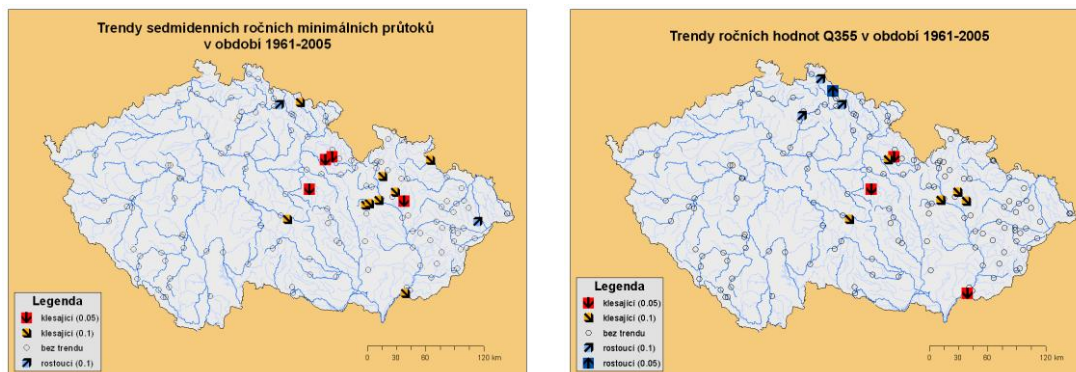 Trendy sedmidenních ročních minimálních průtoků
v období 1961-2005
Legenda
klesající (0.05)
klesající (0.1)
bez trendu
rostoucí (0.1)
0 30 60 120 km
Trendy ročních hodnot Q355 v období 1961-2005
Legenda
klesající (0.05)
klesající (0.1)
bez trendu
rostoucí (0.1)
rostoucí (0.05)
0 30 60 120 km